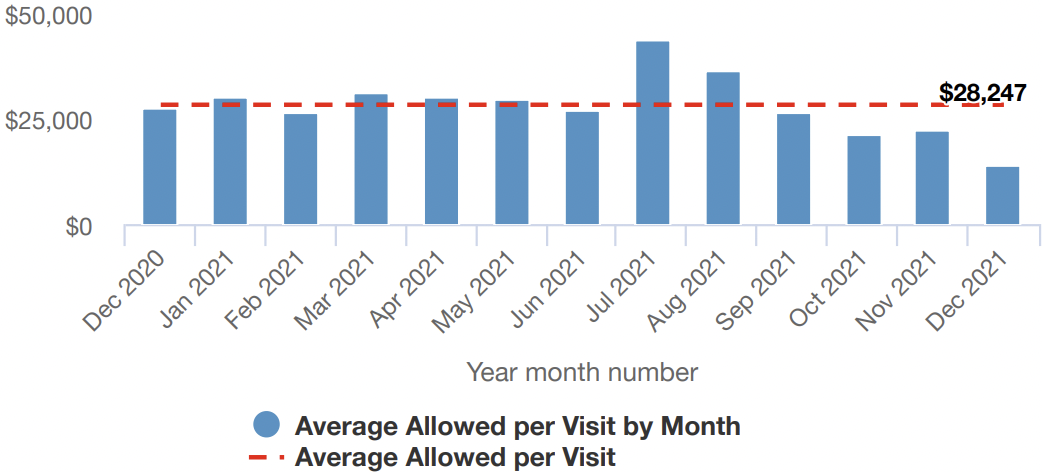 $50,000
$25,000
$28,247
$0
Dec 2020
Jan 2021
Feb 2021
Mar 2021
Apr 2021
May 2021
Jun 2021
Jul 2021
Aug 2021
Sep 2021
Oct 2021
Nov 2021
Dec 2021
Year month number
Average Allowed per Visit by Month
Average Allowed per Visit